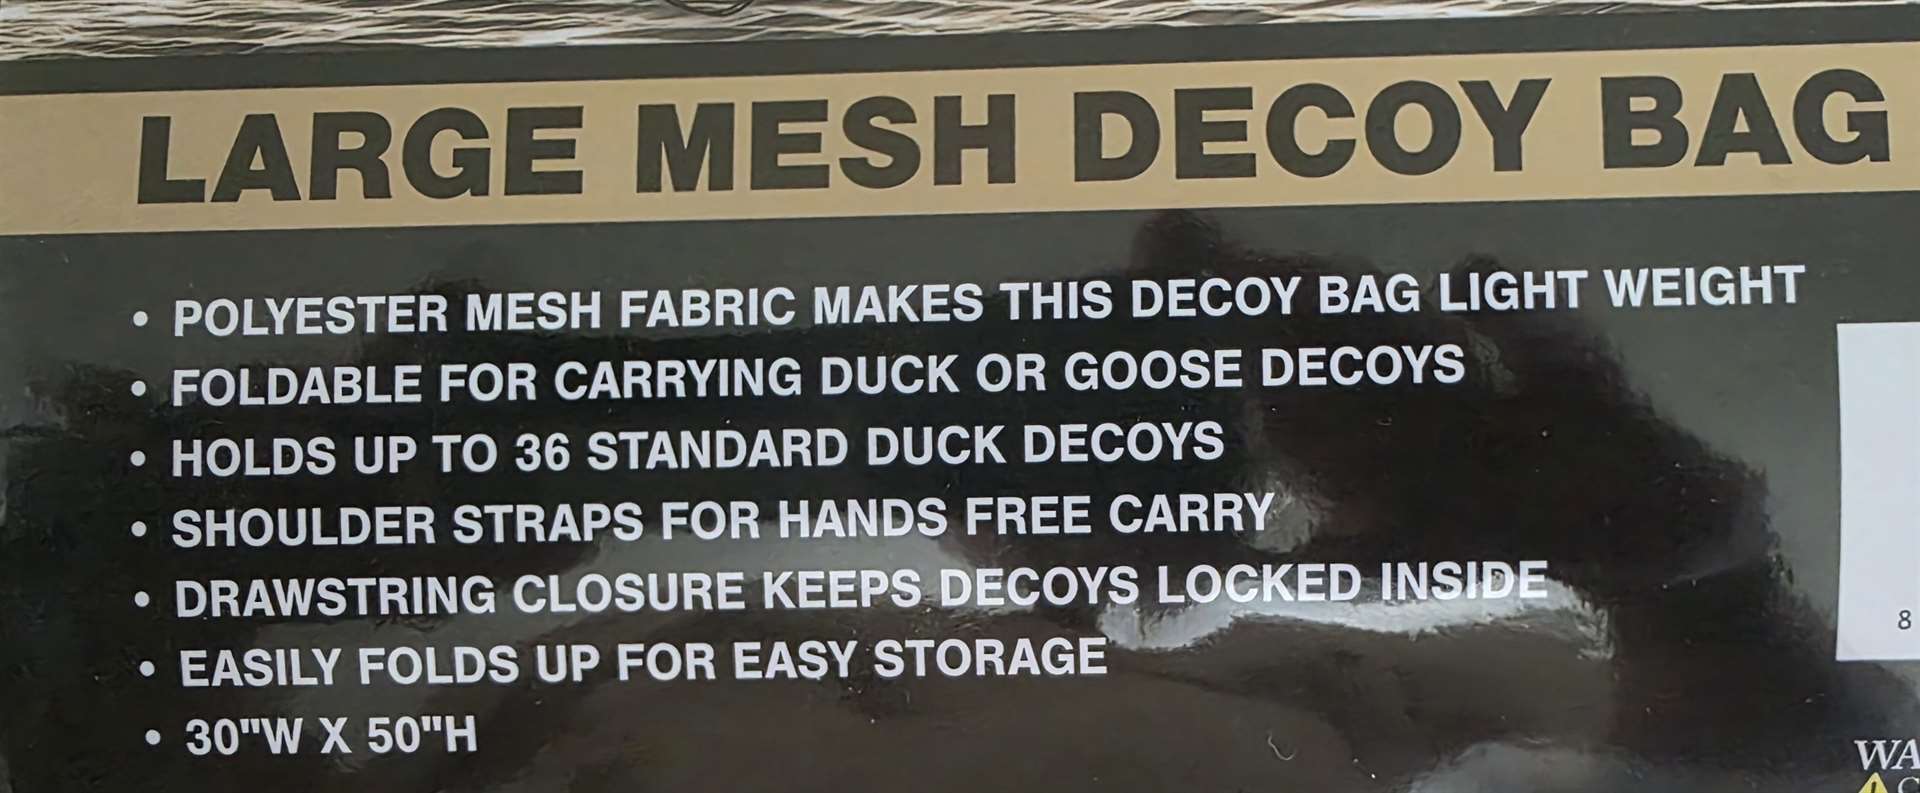 LARGE MESH DECOY BAG
• POLYESTER MESH FABRIC MAKES THIS DECOY BAG LIGHT WEIGHT
• FOLDABLE FOR CARRYING DUCK OR GOOSE DECOYS
• HOLDS UP TO 36 STANDARD DUCK DECOYS
• SHOULDER STRAPS FOR HANDS FREE CARRY
• DRAWSTRING CLOSURE KEEPS DECOYS LOCKED INSIDE
8
• EASILY FOLDS UP FOR EASY STORAGE
• 30"W X 50"H